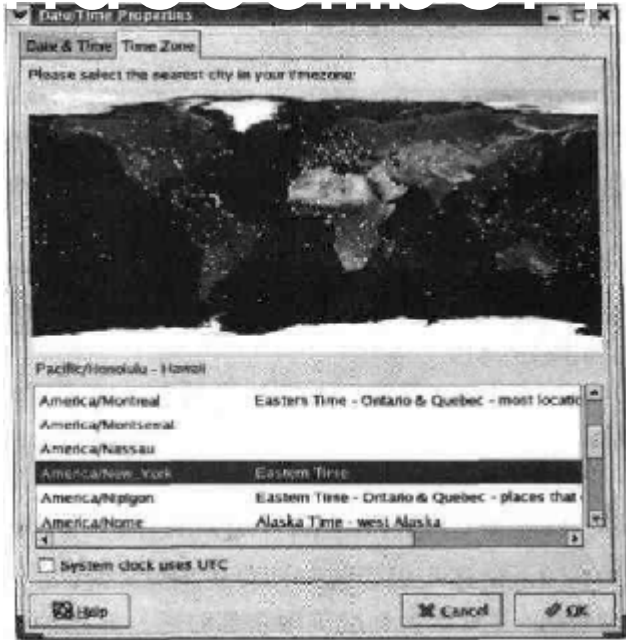 Date/Time Properties
Date & Time Time Zone
Please select the nearest city in your timezone:
Pacific/Honolulu - Hawaii
America/Montreal Eastern Time - Ontario & Quebec - most locatio
America/Montserrat
America/Nassau
America/New_York Eastern Time
America/Nipigon Eastern Time - Ontario & Quebec - places that
America/Nome Alaska Time - west Alaska
System clock uses UTC
Help Cancel OK